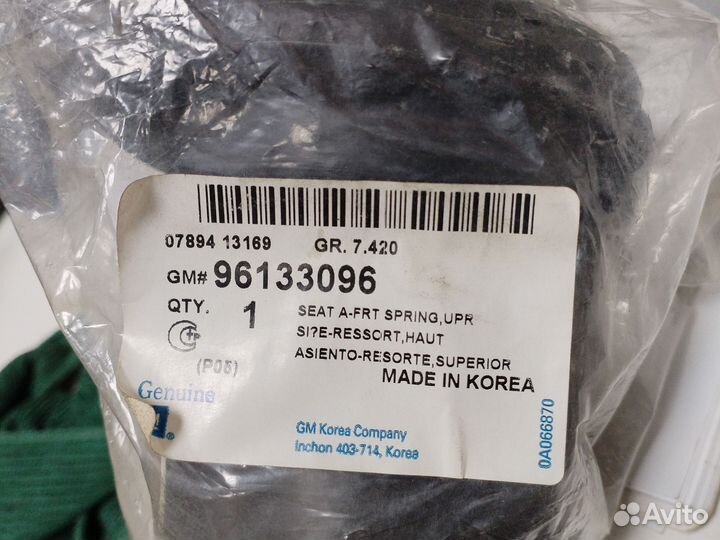 07894 13169 GR. 7.420
GM# 96133096
QTY. 1 SEAT A-FRT SPRING,UPR
SI?E-RESSORT,HAUT
(P05) ASIENTO-RESORTE,SUPERIOR
MADE IN KOREA
Genuine
GM Korea Company
Inchon 403-714, Korea
0A066870
Avito